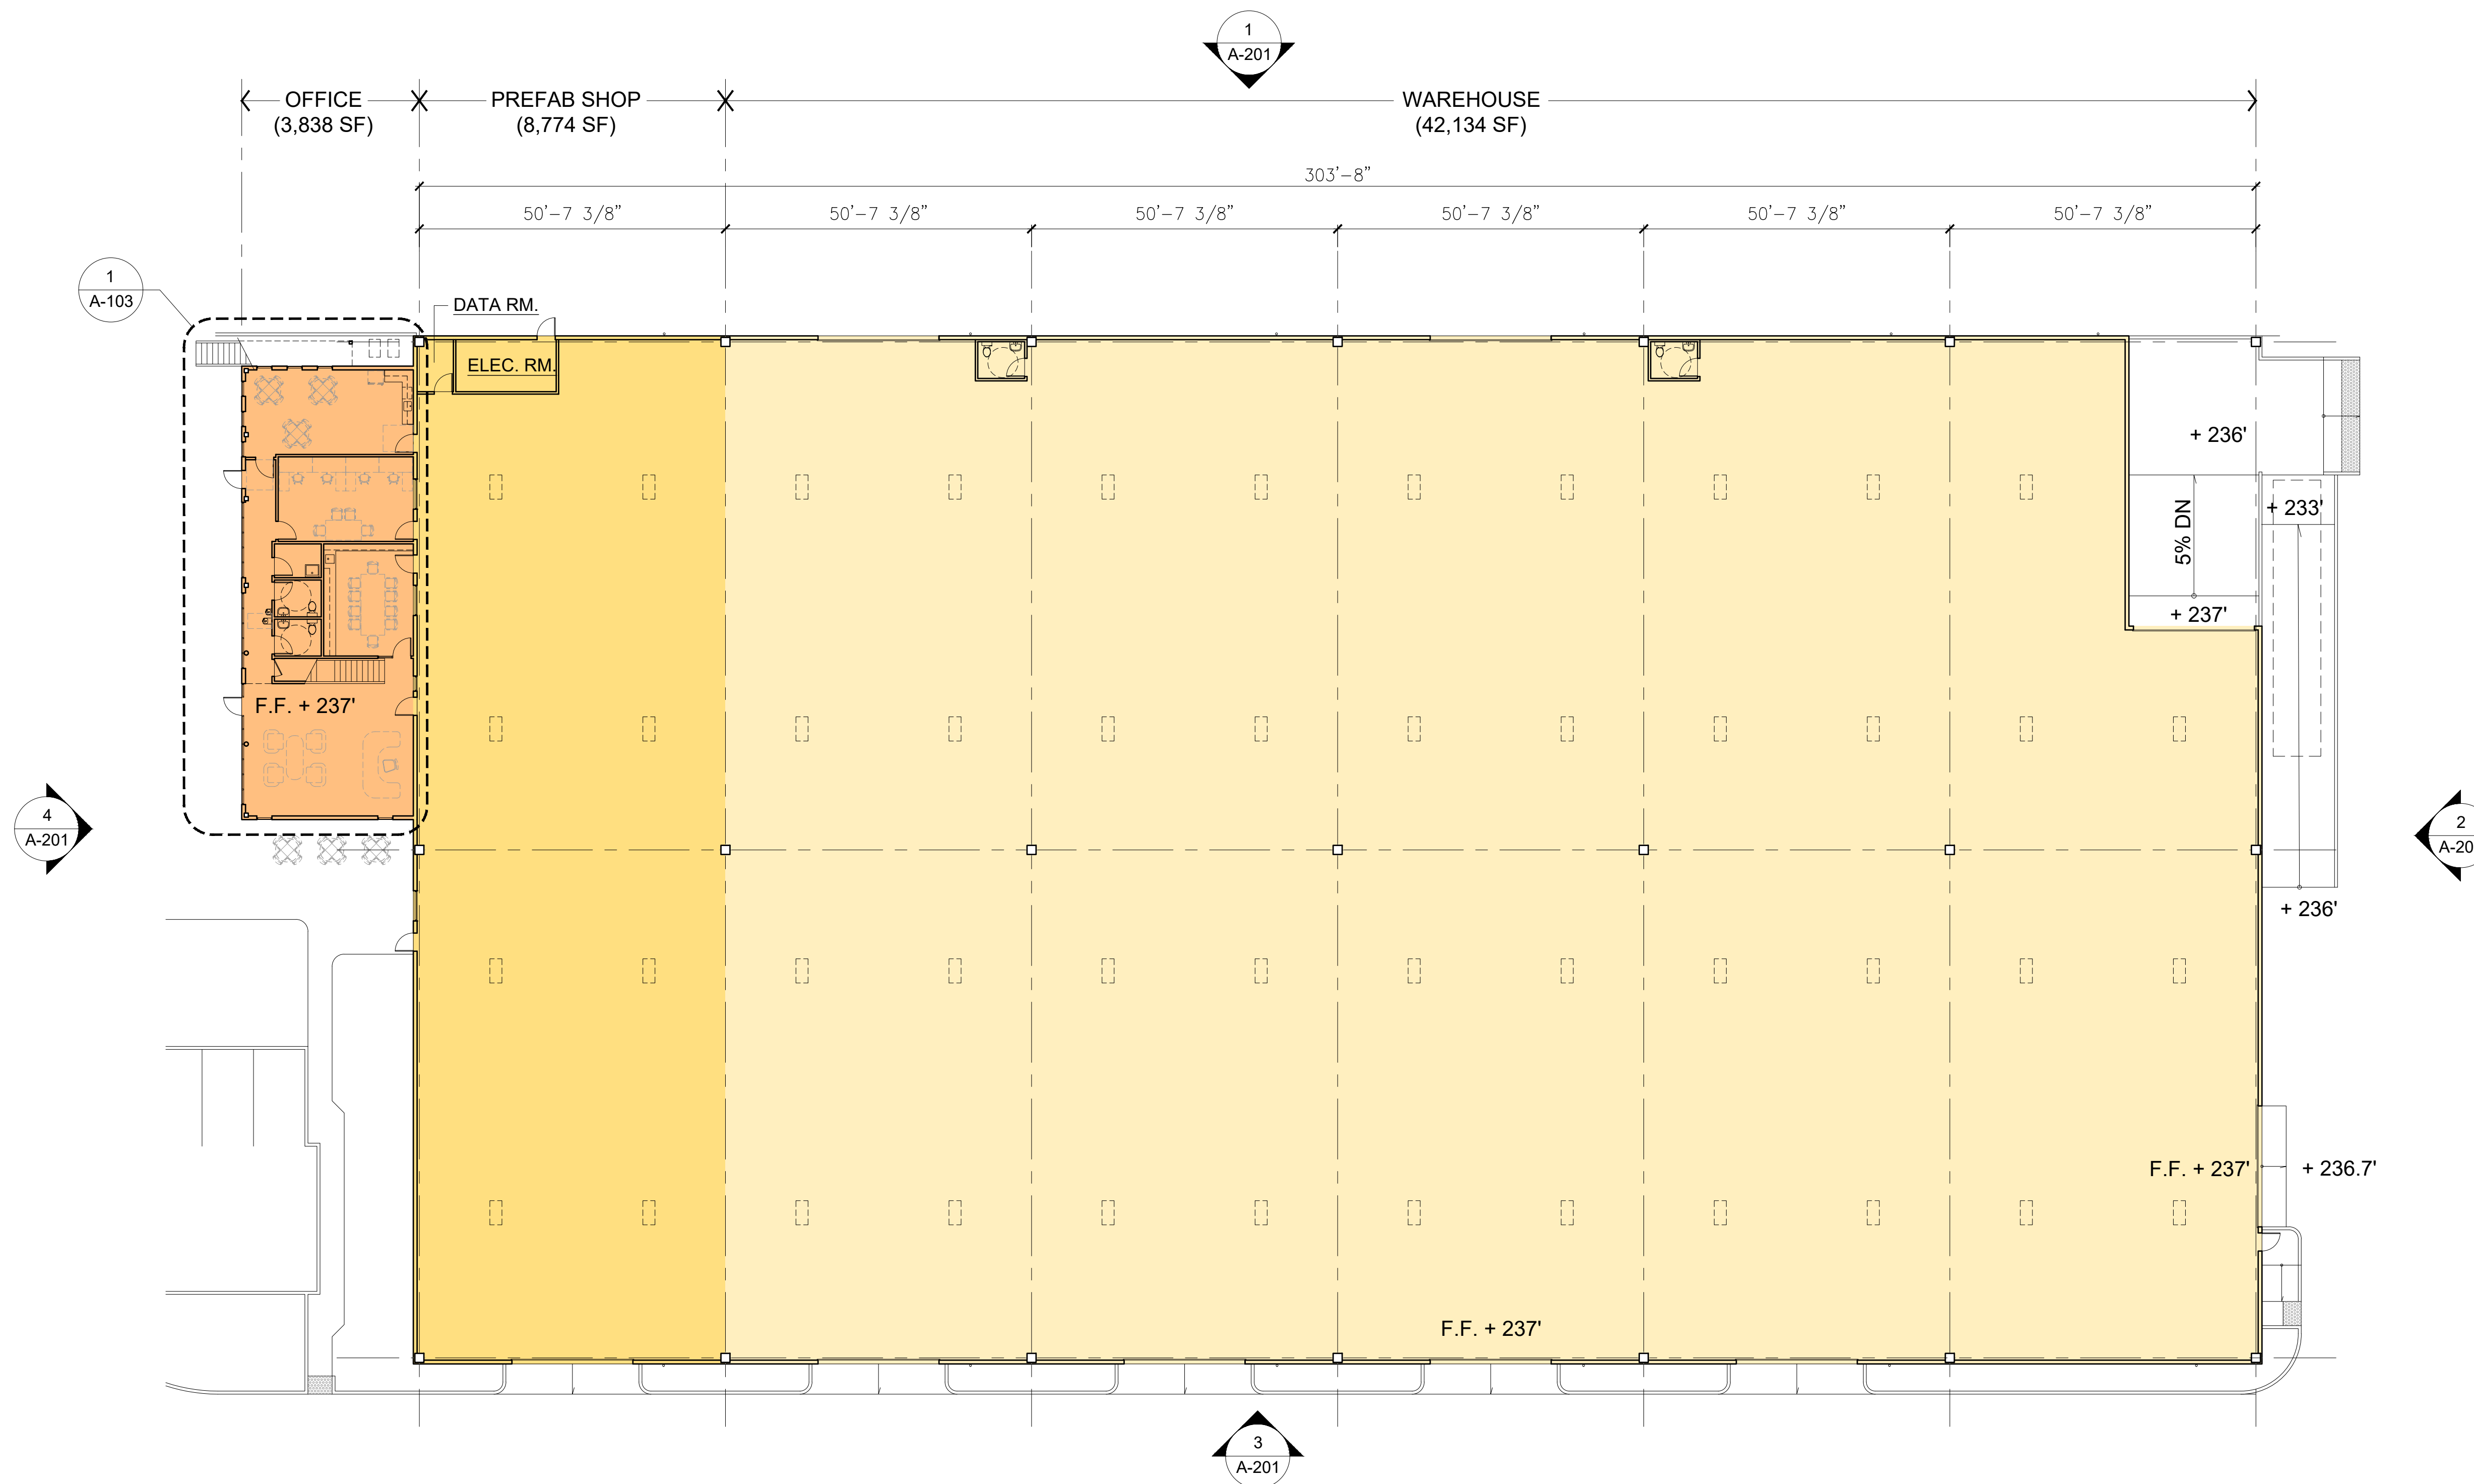 1
A-201
OFFICE
(3,838 SF)
PREFAB SHOP
(8,774 SF)
WAREHOUSE
(42,134 SF)
303'-8"
50'-7 3/8"
50'-7 3/8"
50'-7 3/8"
50'-7 3/8"
50'-7 3/8"
50'-7 3/8"
1
A-103
DATA RM.
ELEC. RM.
+ 236'
+ 233'
5% DN
+ 237'
F.F. + 237'
4
A-201
2
A-20
+ 236'
F.F. + 237'
+ 236.7'
F.F. + 237'
3
A-201